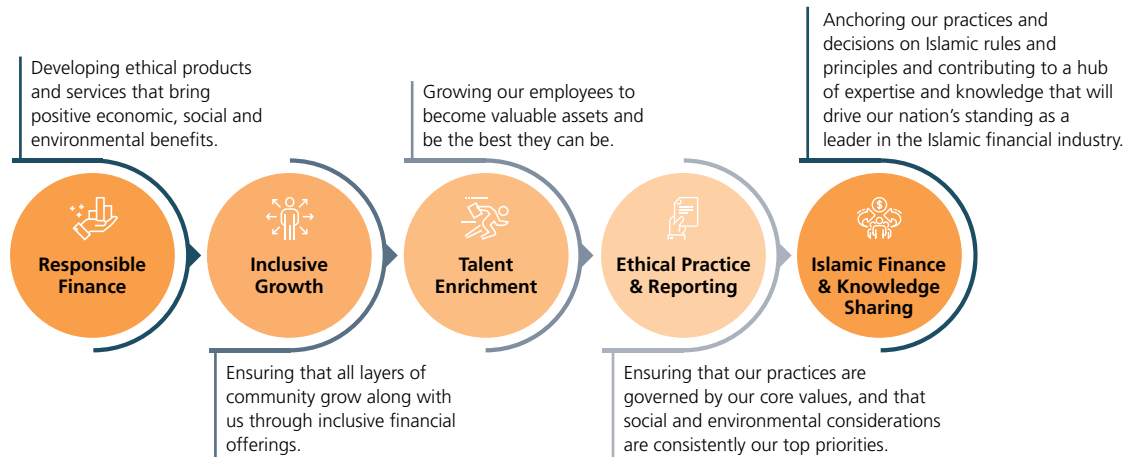 Developing ethical products
and services that bring
positive economic, social and
environmental benefits.
Responsible
Finance
Inclusive
Growth
Ensuring that all layers of
community grow along with
us through inclusive financial
offerings.
Growing our employees to
become valuable assets and
be the best they can be.
Talent
Enrichment
Ethical Practice
& Reporting
Ensuring that our practices are
governed by our core values, and that
social and environmental considerations
are consistently our top priorities.
Anchoring our practices and
decisions on Islamic rules and
principles and contributing to a hub
of expertise and knowledge that will
drive our nation’s standing as a
leader in the Islamic financial industry.
$
Islamic Finance
& Knowledge
Sharing